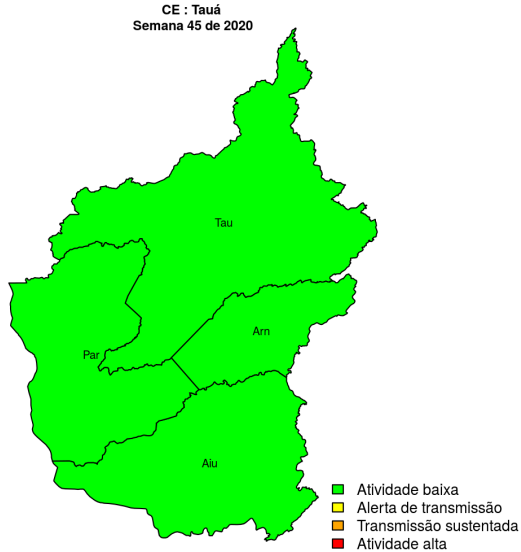 CE : Tauá
Semana 45 de 2020
Tau
Arn
Par
Aiu
Atividade baixa
Alerta de transmissão
Transmissão sustentada
Atividade alta